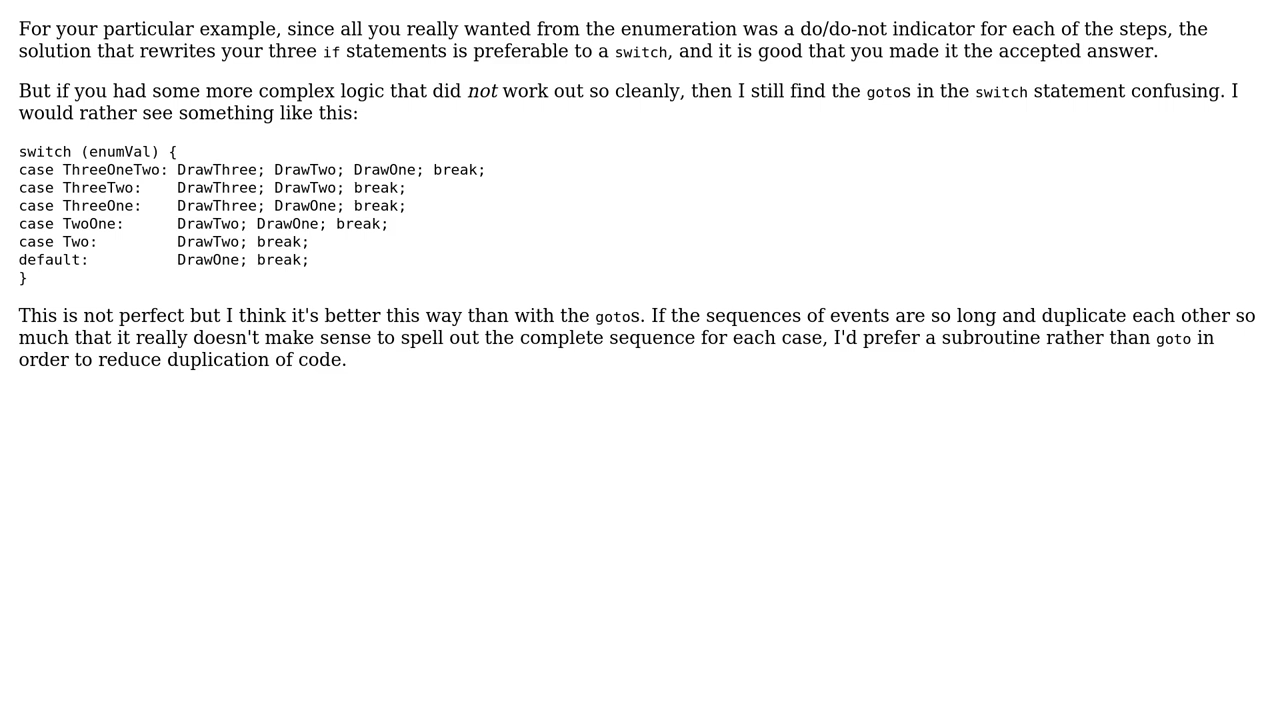 For your particular example, since all you really wanted from the enumeration was a do/do-not indicator for each of the steps, the
solution that rewrites your three if statements is preferable to a switch, and it is good that you made it the accepted answer.
But if you had some more complex logic that did not work out so cleanly, then I still find the gotos in the switch statement confusing. I
would rather see something like this:
switch (enumVal) {
case ThreeOneTwo: DrawThree; DrawTwo; DrawOne; break;
case ThreeTwo:    DrawThree; DrawTwo; break;
case ThreeOne:    DrawThree; DrawOne; break;
case TwoOne:      DrawTwo; DrawOne; break;
case Two:         DrawTwo; break;
default:          DrawOne; break;
}
This is not perfect but I think it's better this way than with the gotos. If the sequences of events are so long and duplicate each other so
much that it really doesn't make sense to spell out the complete sequence for each case, I'd prefer a subroutine rather than goto in
order to reduce duplication of code.